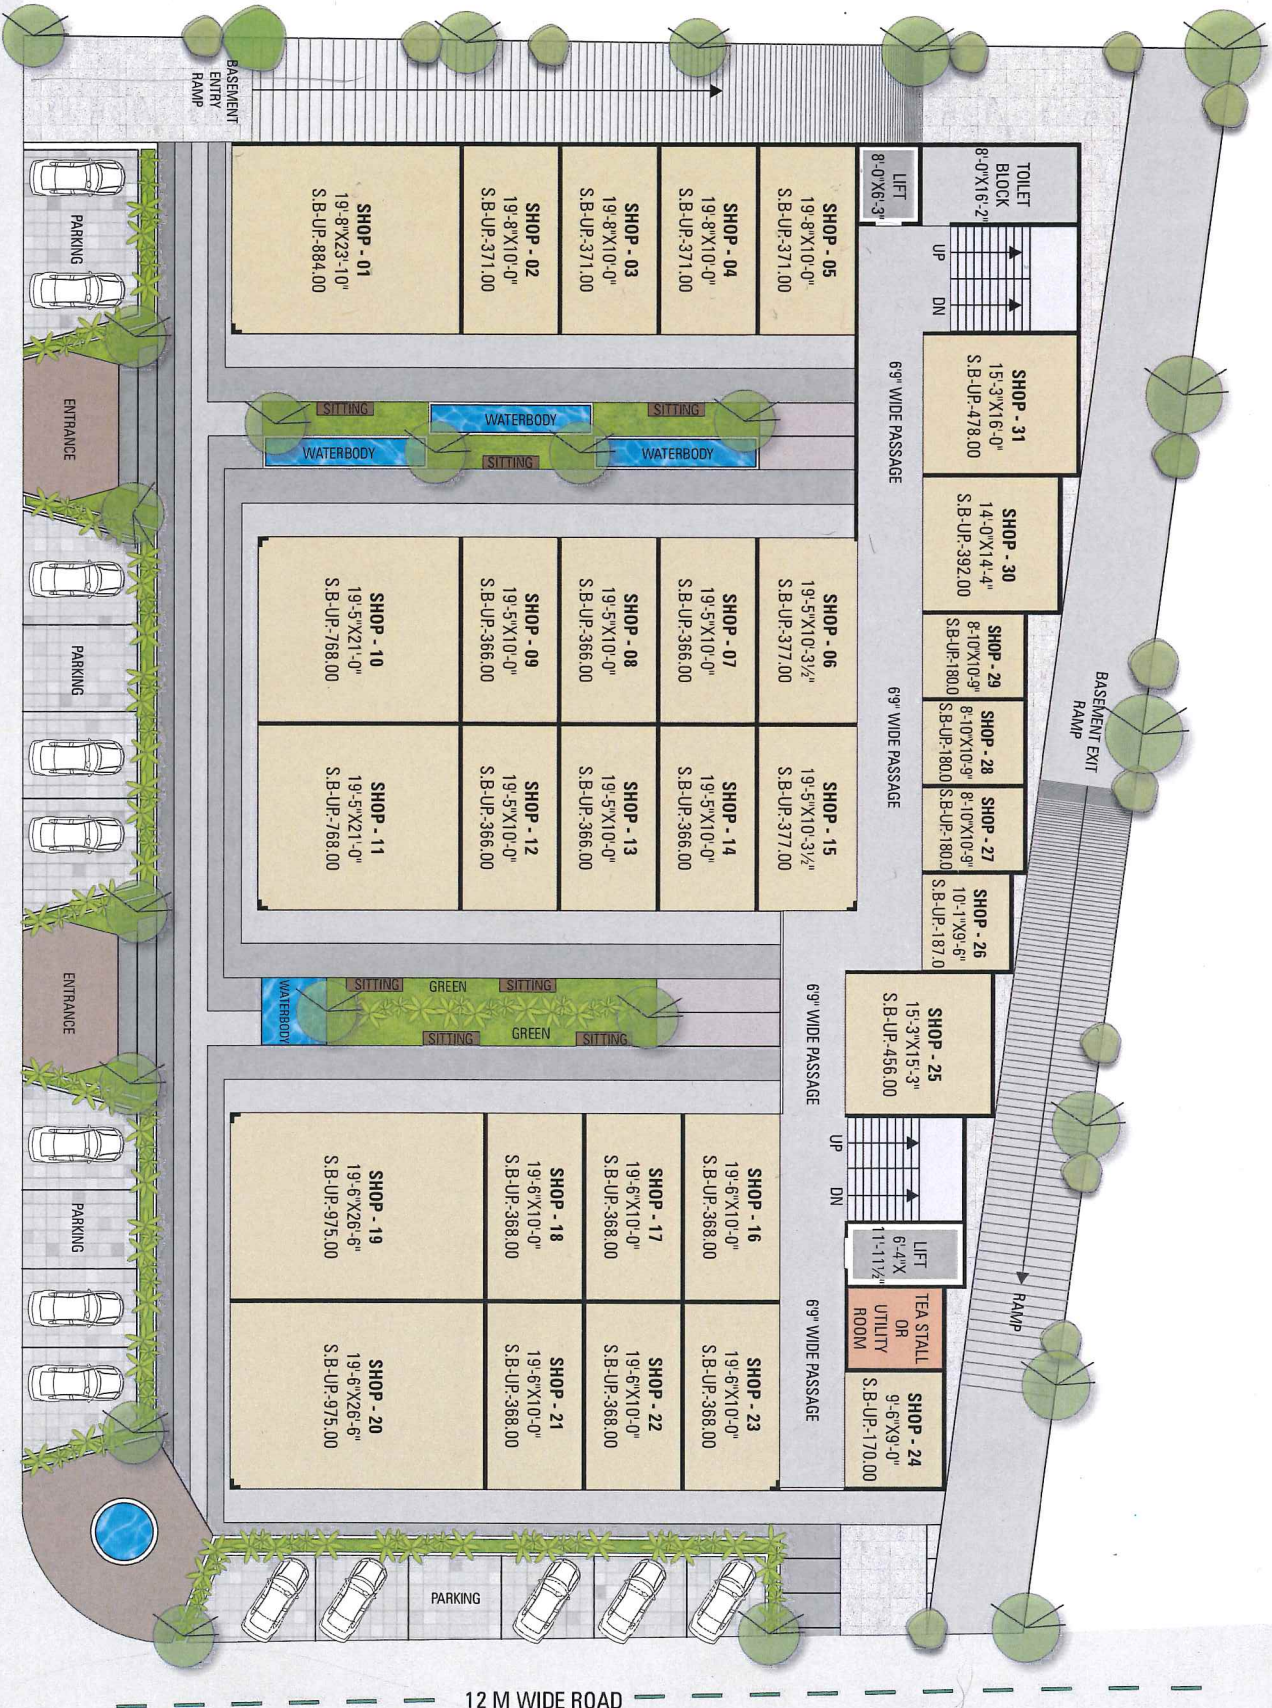 BASEMENT
ENTRY
RAMP
TOILET
BLOCK
8'-0"X16'-2"
LIFT
8'-0"X6'-3"
UP
DN
SHOP - 01
19'-8"X23'-10"
S.B-UP.-884.00
SHOP - 02
19'-8"X10'-0"
S.B-UP.-371.00
SHOP - 03
19'-8"X10'-0"
S.B-UP.-371.00
SHOP - 04
19'-8"X10'-0"
S.B-UP.-371.00
SHOP - 05
19'-8"X10'-0"
S.B-UP.-371.00
PARKING
ENTRANCE
SITTING
WATERBODY
SITTING
WATERBODY
SITTING
WATERBODY
6'9" WIDE PASSAGE
SHOP - 31
15'-3"X16'-0"
S.B-UP.-478.00
SHOP - 30
14'-0"X14'-4"
S.B-UP.-392.00
SHOP - 29
8'-10"X10'-9"
S.B-UP.-180.0
SHOP - 28
8'-10"X10'-9"
S.B-UP.-180.0
SHOP - 27
8'-10"X10'-9"
S.B-UP.-180.0
SHOP - 26
10'-1"X9'-6"
S.B-UP.-187.0
BASEMENT EXIT
RAMP
SHOP - 10
19'-5"X21'-0"
S.B-UP.-768.00
SHOP - 09
19'-5"X10'-0"
S.B-UP.-366.00
SHOP - 08
19'-5"X10'-0"
S.B-UP.-366.00
SHOP - 07
19'-5"X10'-0"
S.B-UP.-366.00
SHOP - 06
19'-5"X10'-3½"
S.B-UP.-377.00
6'9" WIDE PASSAGE
PARKING
SHOP - 11
19'-5"X21'-0"
S.B-UP.-768.00
SHOP - 12
19'-5"X10'-0"
S.B-UP.-366.00
SHOP - 13
19'-5"X10'-0"
S.B-UP.-366.00
SHOP - 14
19'-5"X10'-0"
S.B-UP.-366.00
SHOP - 15
19'-5"X10'-3½"
S.B-UP.-377.00
ENTRANCE
WATERBODY
SITTING
GREEN
SITTING
SITTING
GREEN
SITTING
6'9" WIDE PASSAGE
SHOP - 25
15'-3"X15'-3"
S.B-UP.-456.00
UP
DN
LIFT
6'-4"X
11'-11½"
RAMP
TEA STALL
OR
UTILITY
ROOM
SHOP - 24
9'-6"X9'-0"
S.B-UP.-170.00
SHOP - 19
19'-6"X26'-6"
S.B-UP.-975.00
SHOP - 18
19'-6"X10'-0"
S.B-UP.-368.00
SHOP - 17
19'-6"X10'-0"
S.B-UP.-368.00
SHOP - 16
19'-6"X10'-0"
S.B-UP.-368.00
6'9" WIDE PASSAGE
PARKING
SHOP - 20
19'-6"X26'-6"
S.B-UP.-975.00
SHOP - 21
19'-6"X10'-0"
S.B-UP.-368.00
SHOP - 22
19'-6"X10'-0"
S.B-UP.-368.00
SHOP - 23
19'-6"X10'-0"
S.B-UP.-368.00
PARKING
12 M WIDE ROAD